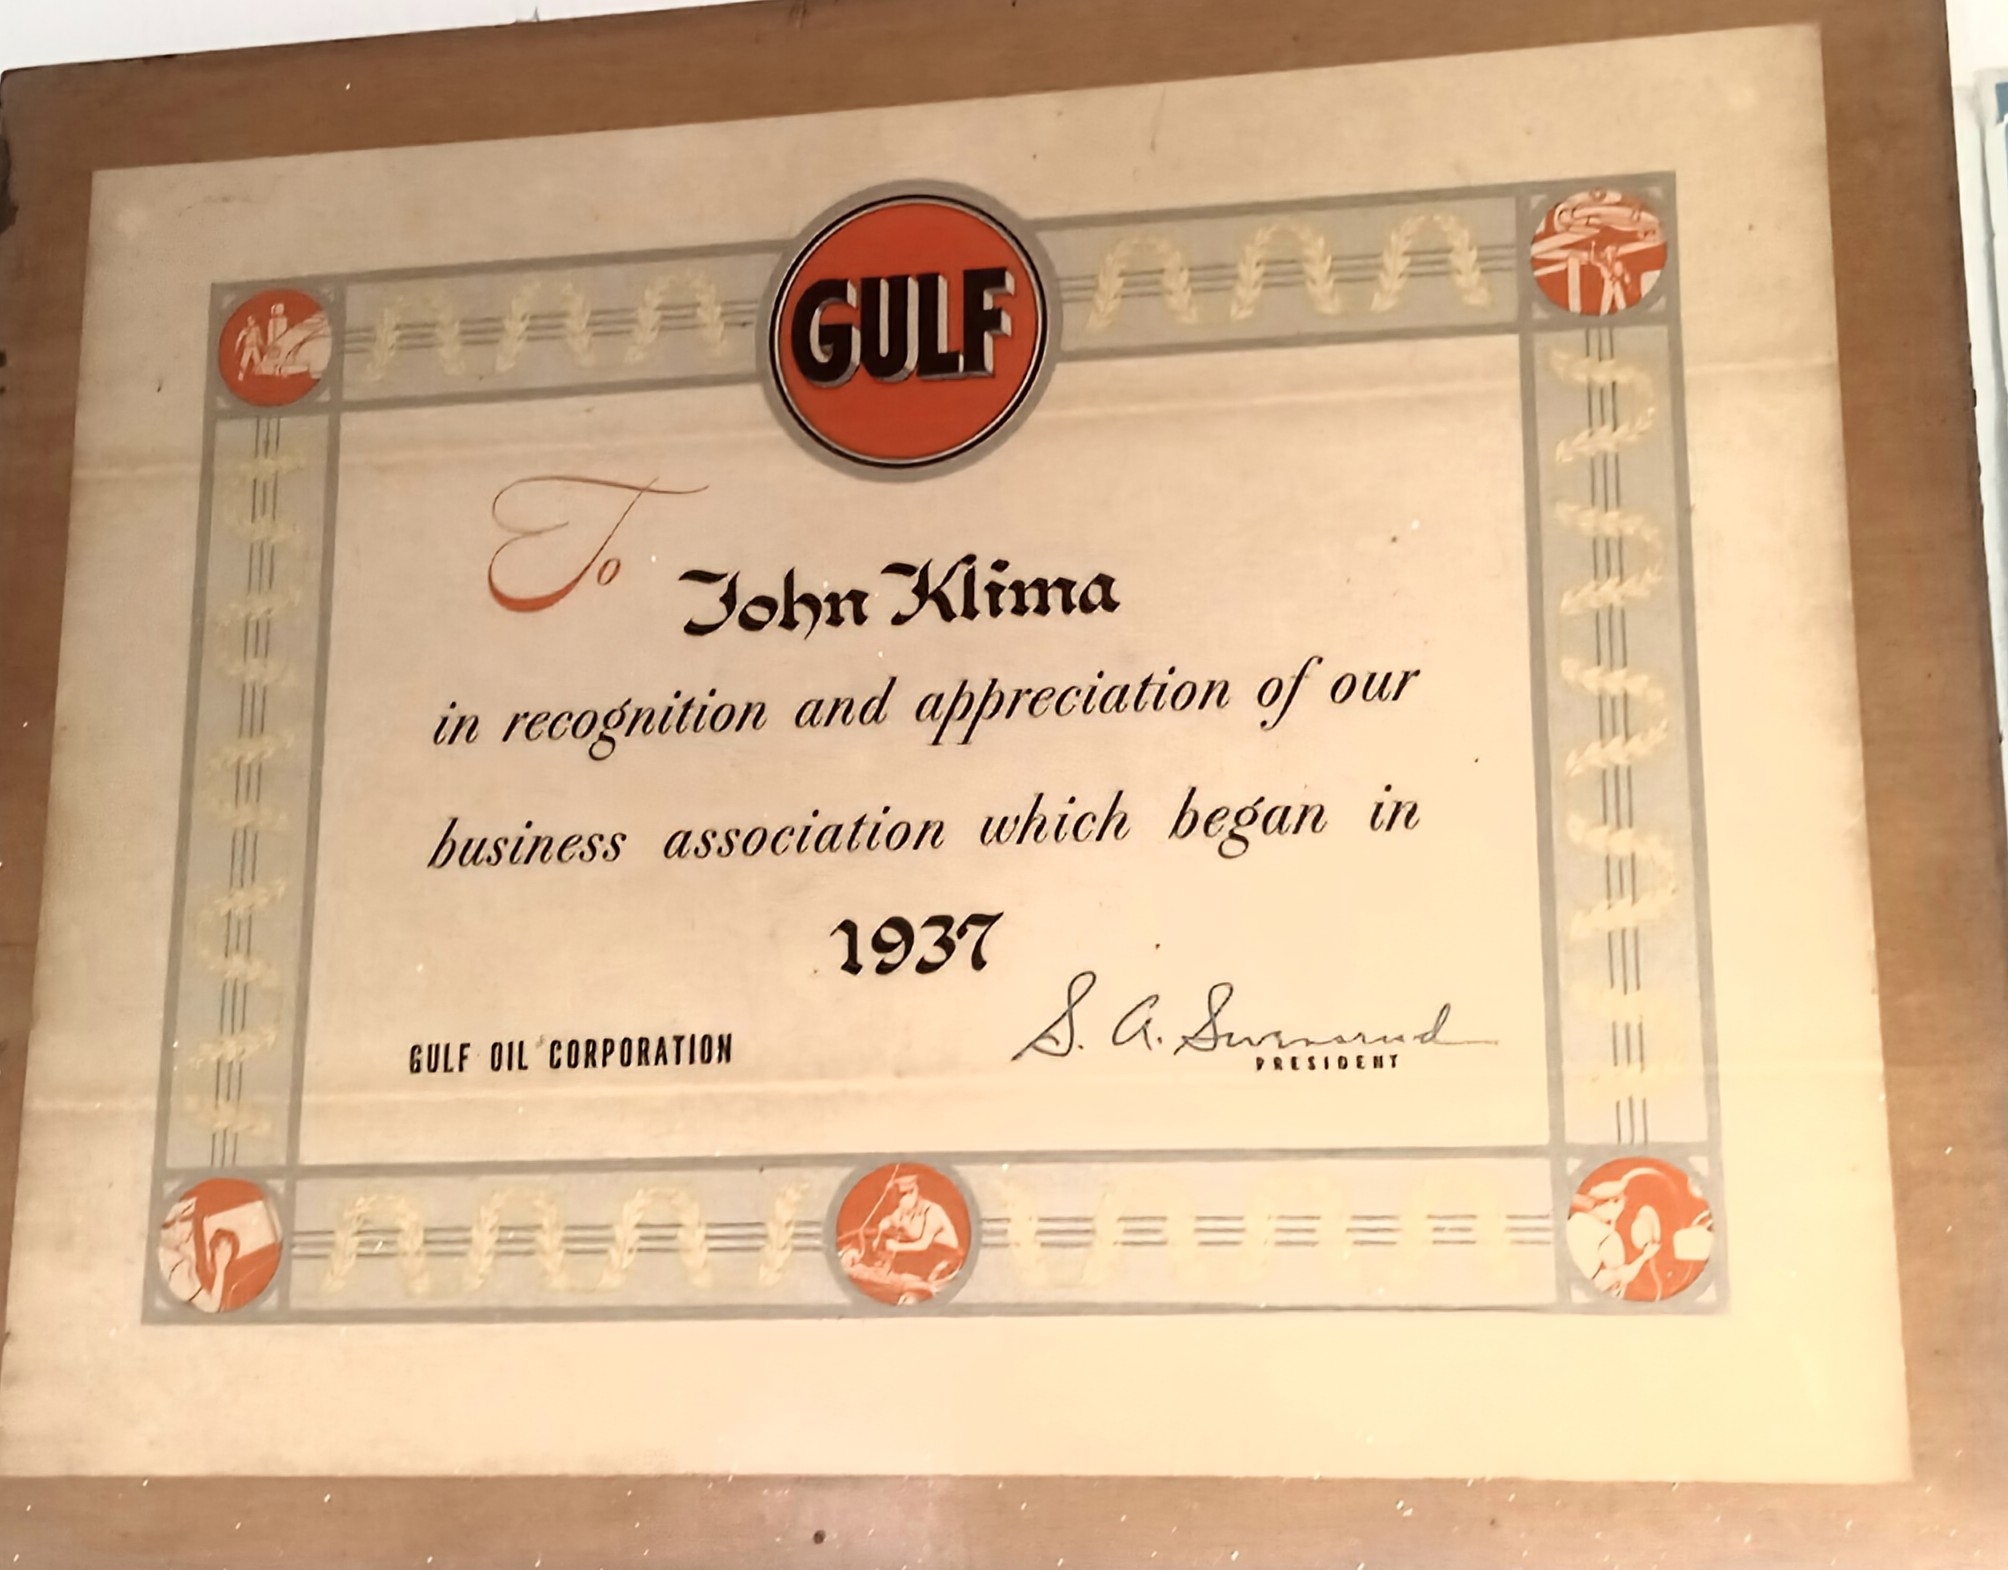 GULF
To
John Klima
in recognition and appreciation of our
business association which began in
1937
GULF OIL CORPORATION
S. A. Swensrud
PRESIDENT